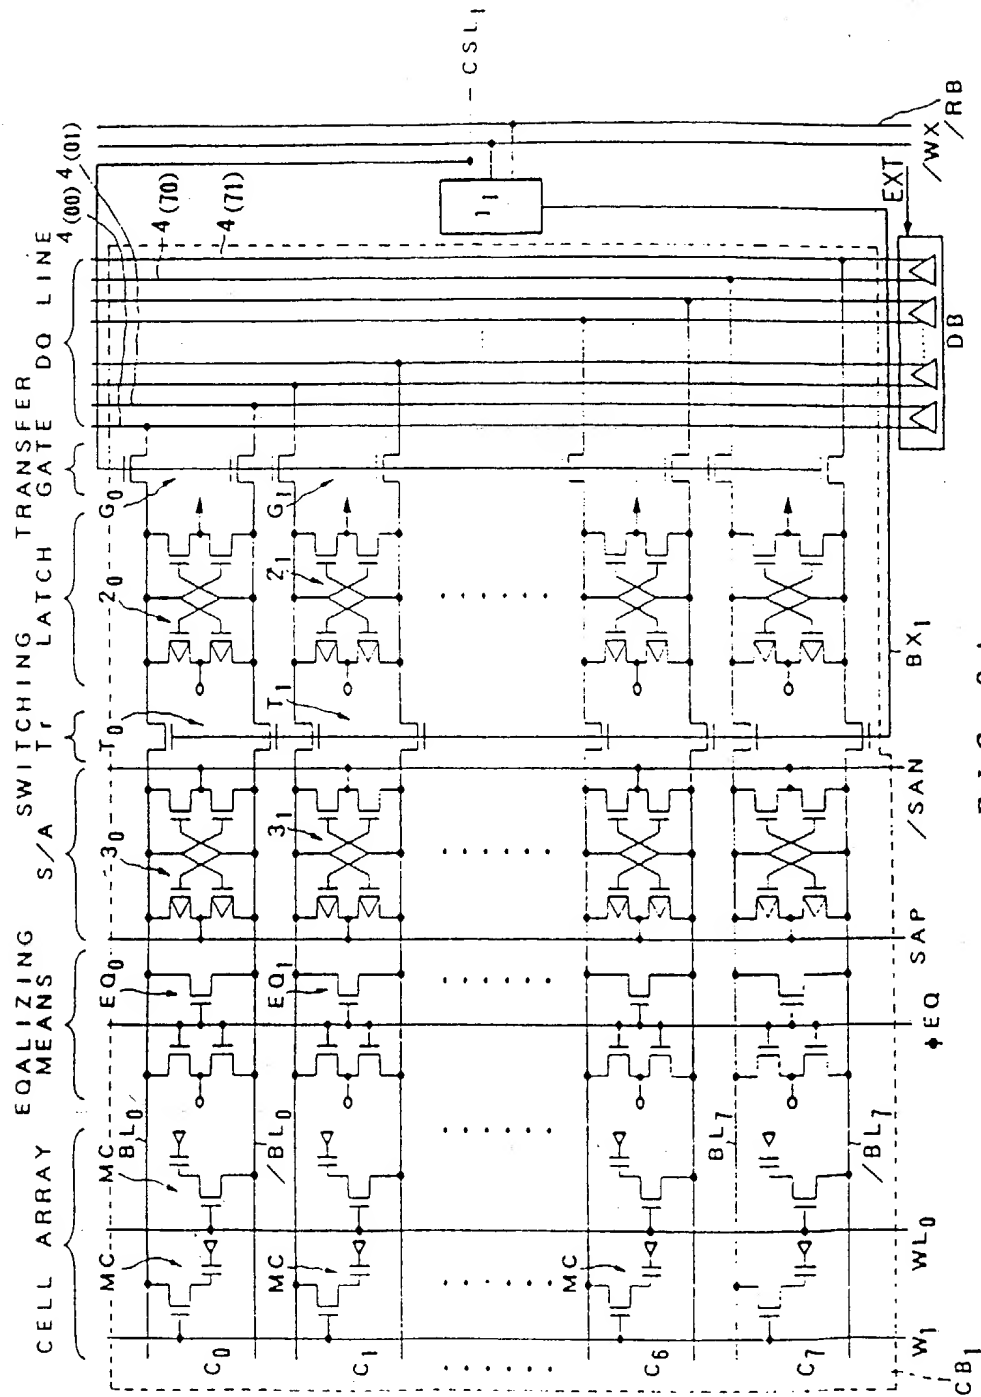 CELL ARRAY
EQALIZING MEANS
S/A
SWITCHING Tr
LATCH
TRANSFER GATE
DQ LINE
4(00)
4(01)
4(70)
4(71)
CSL1
MC
MC
BL0
/BL0
EQ0
30
T0
20
G0
MC
EQ1
31
T1
21
G1
11
MC
BL7
/BL7
C0
C1
C6
C7
CB1
W1
WL0
φEQ
SAP
/SAN
BX1
DB
EXT
/WX
/RB